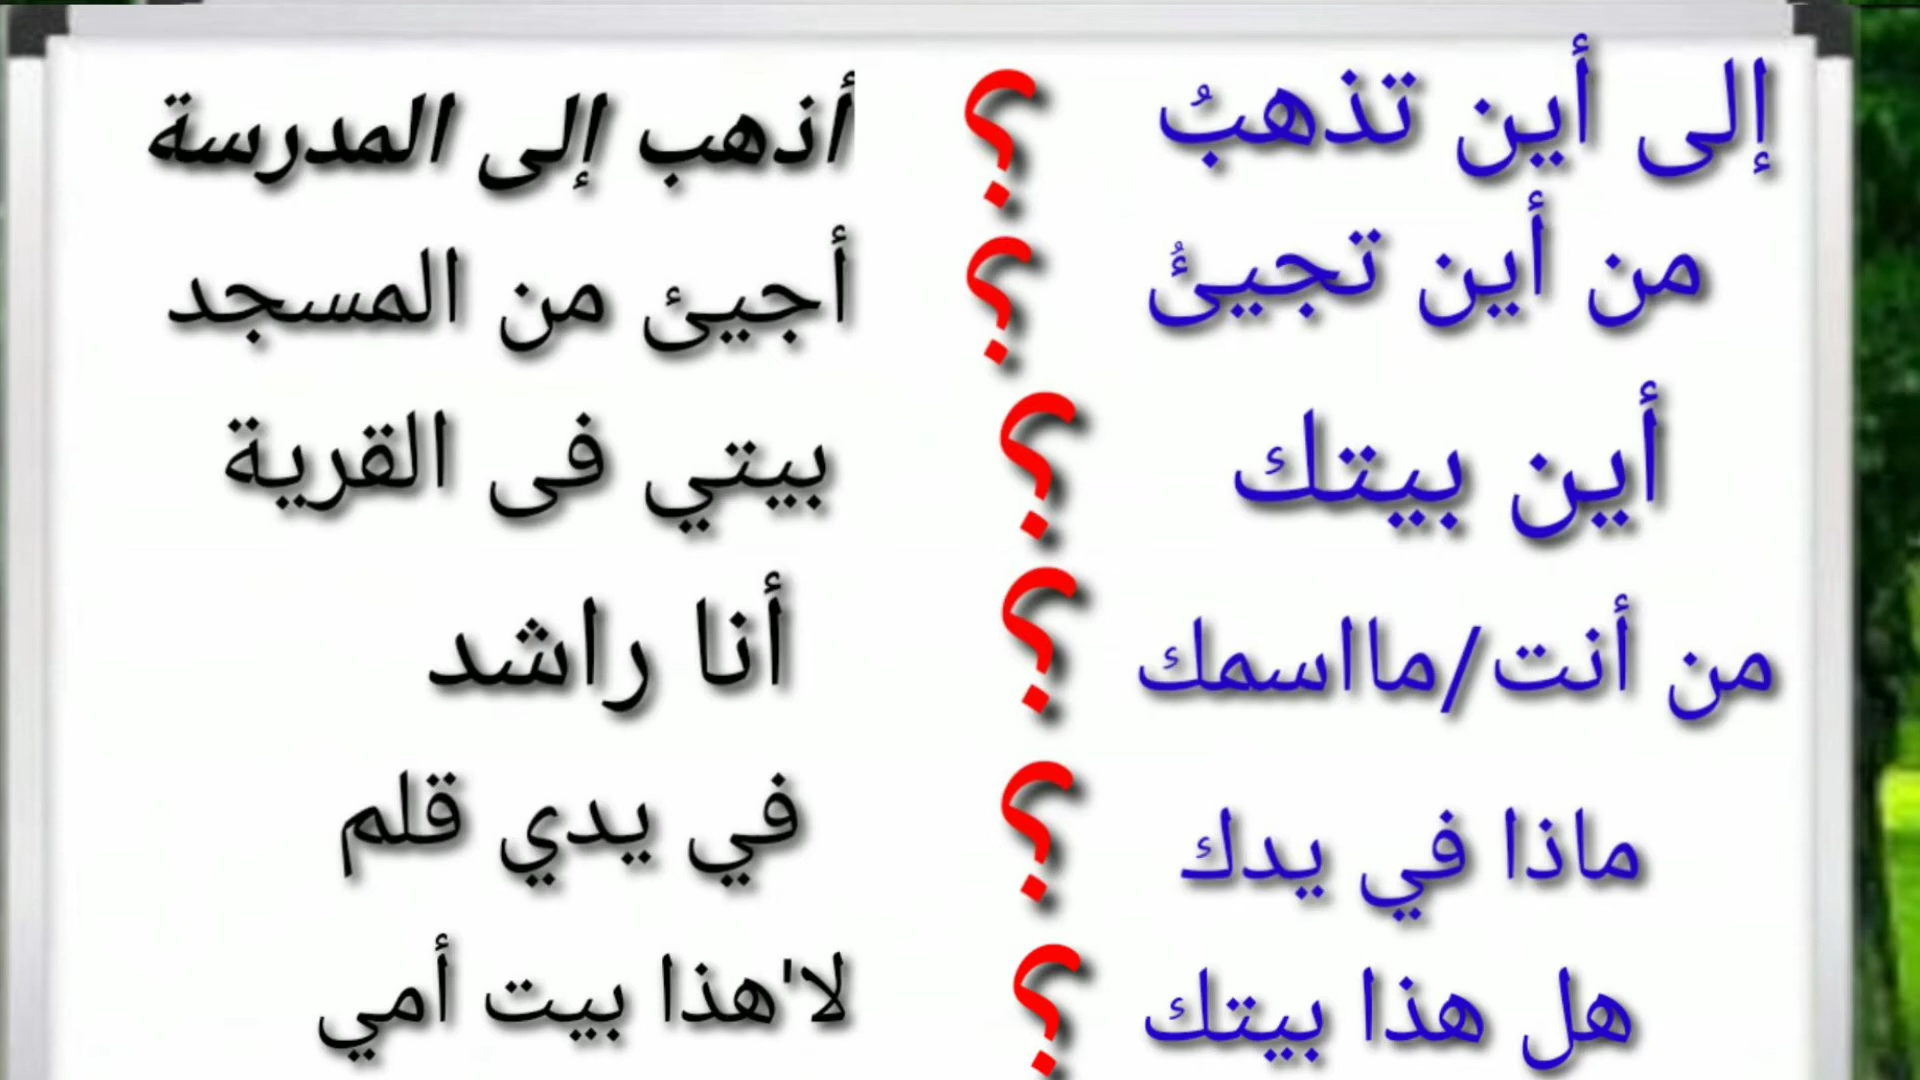 إلى أين تذهبُ ؟ أذهب إلى المدرسة
من أين تجيئُ ؟ أجيئ من المسجد
أين بيتك ؟ بيتي فى القرية
من أنت/مااسمك ؟ أنا راشد
ماذا في يدك ؟ في يدي قلم
هل هذا بيتك ؟ لا'هذا بيت أمي